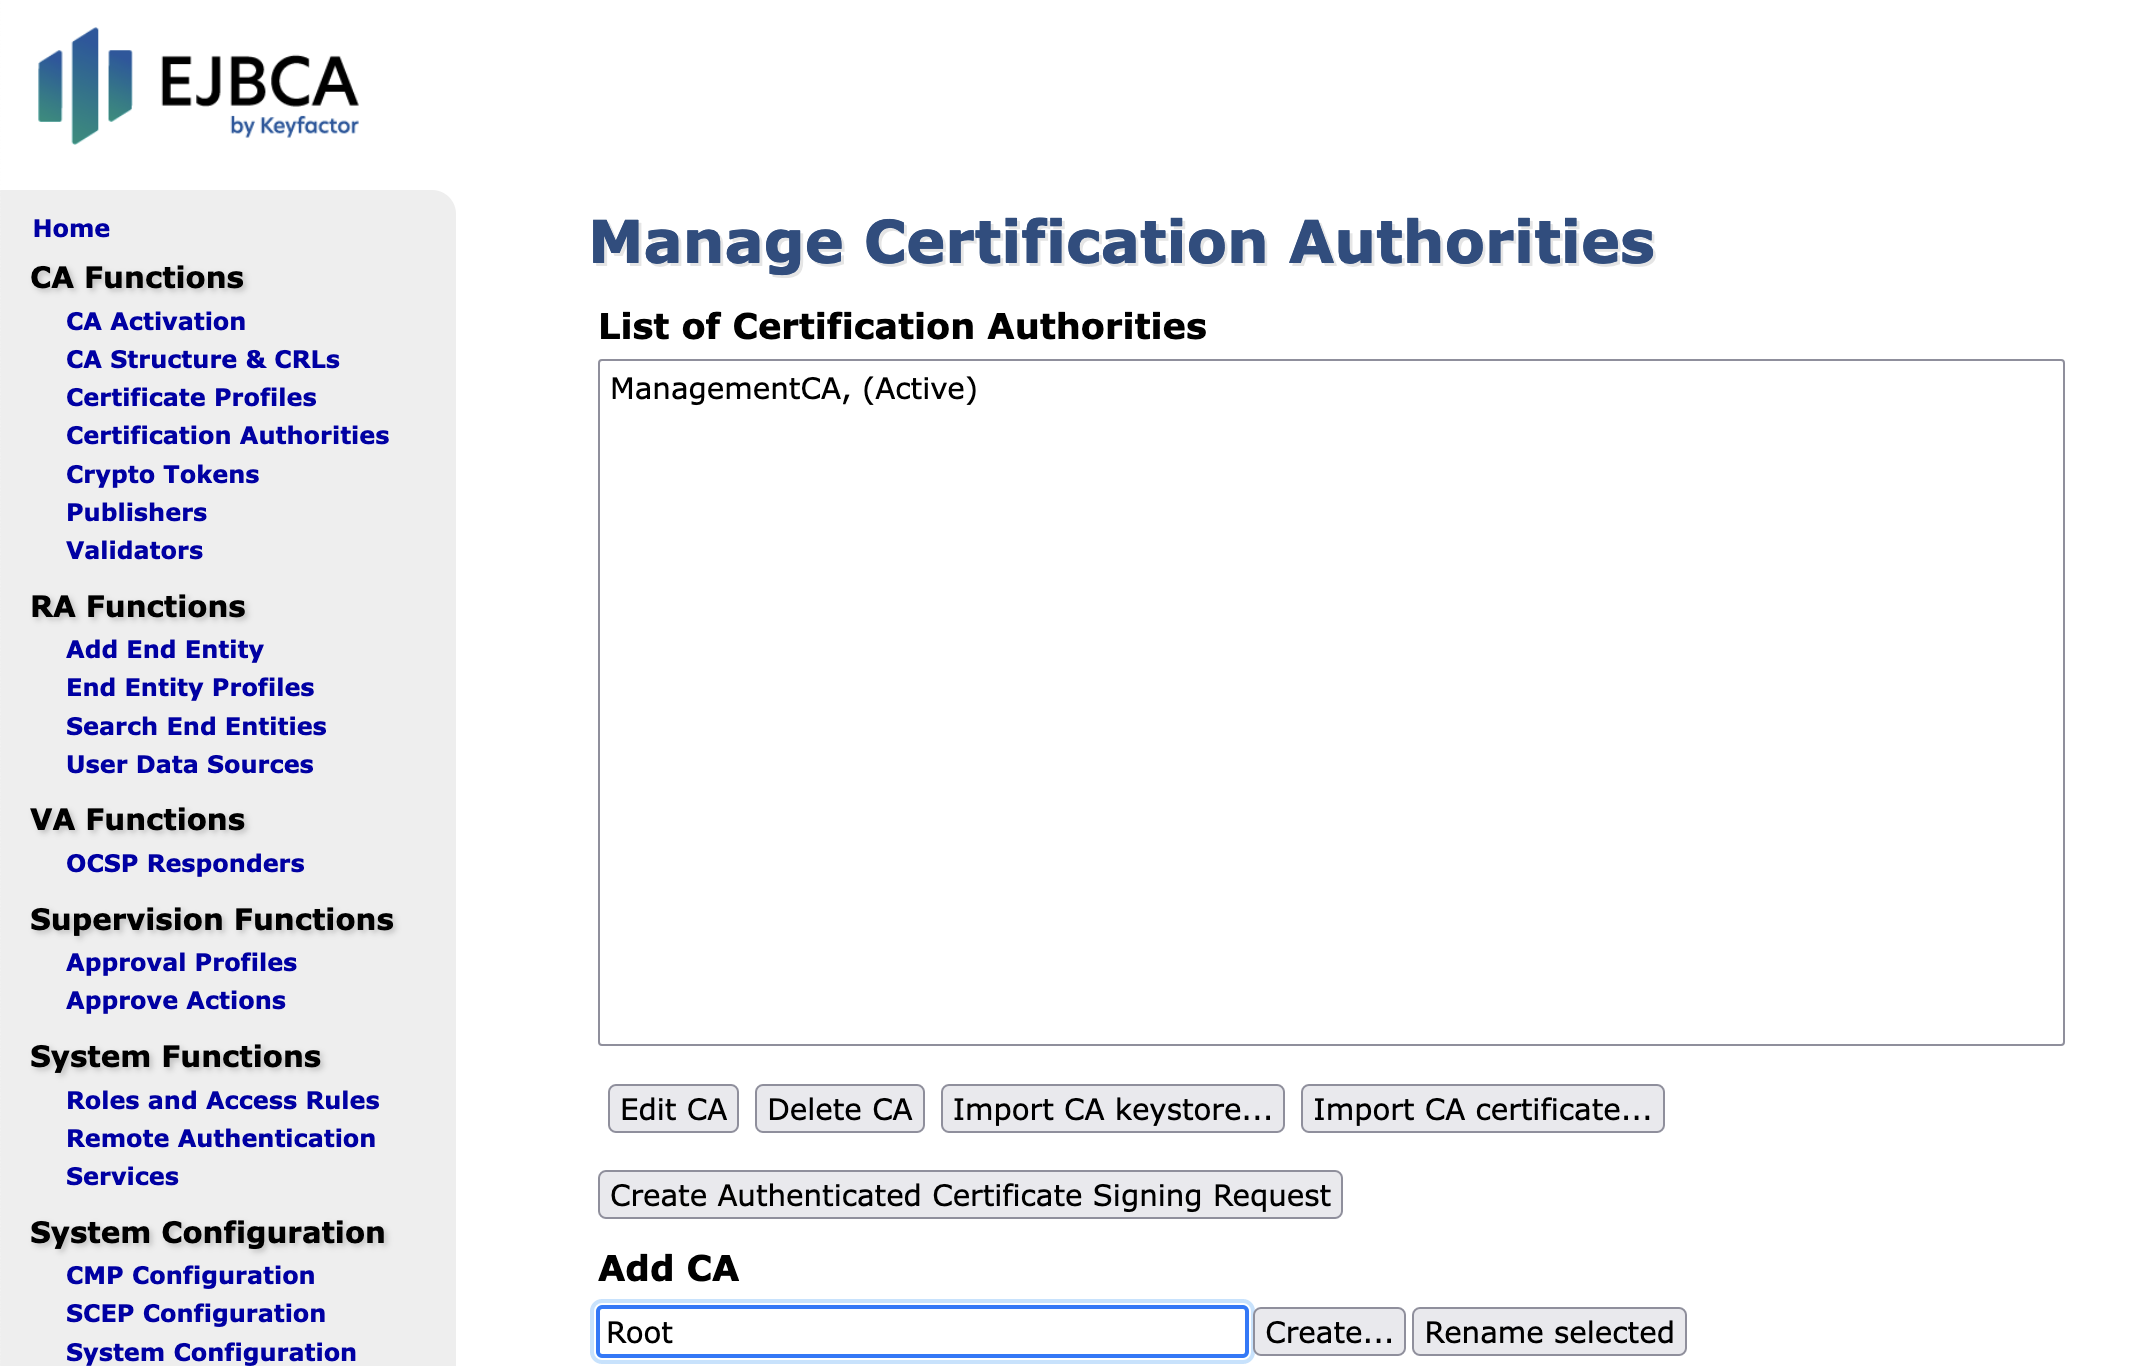 EJBCA
by Keyfactor
Home
CA Functions
CA Activation
CA Structure & CRLs
Certificate Profiles
Certification Authorities
Crypto Tokens
Publishers
Validators
RA Functions
Add End Entity
End Entity Profiles
Search End Entities
User Data Sources
VA Functions
OCSP Responders
Supervision Functions
Approval Profiles
Approve Actions
System Functions
Roles and Access Rules
Remote Authentication
Services
System Configuration
CMP Configuration
SCEP Configuration
System Configuration
Manage Certification Authorities
List of Certification Authorities
ManagementCA, (Active)
Edit CA Delete CA Import CA keystore... Import CA certificate...
Create Authenticated Certificate Signing Request
Add CA
Root Create... Rename selected